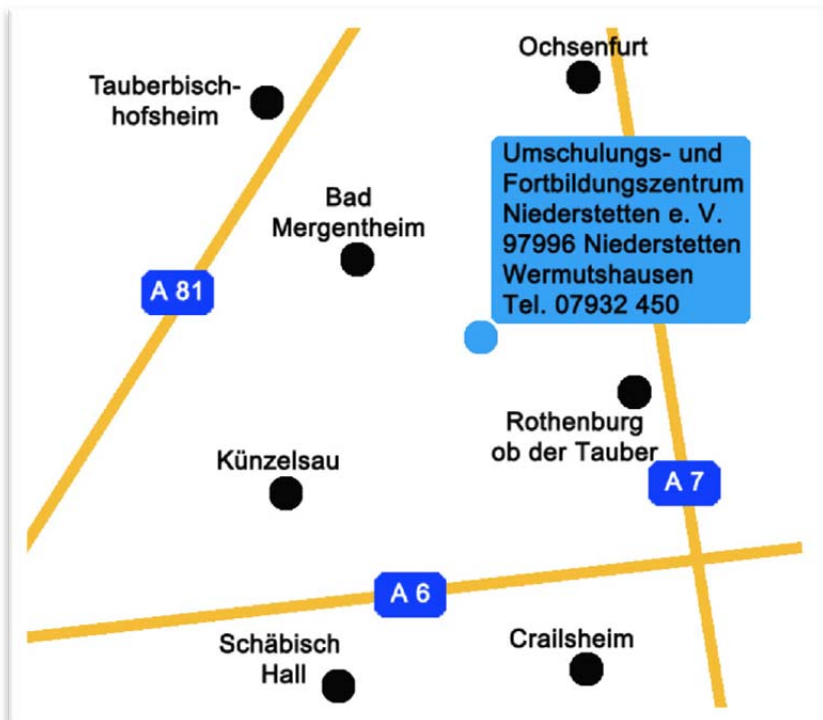 Ochsenfurt
Tauberbisch-
hofsheim
Umschulungs- und
Fortbildungszentrum
Niederstetten e. V.
97996 Niederstetten
Wermutshausen
Tel. 07932 450
Bad
Mergentheim
A 81
Rothenburg
ob der Tauber
Künzelsau
A 7
A 6
Schäbisch
Hall
Crailsheim